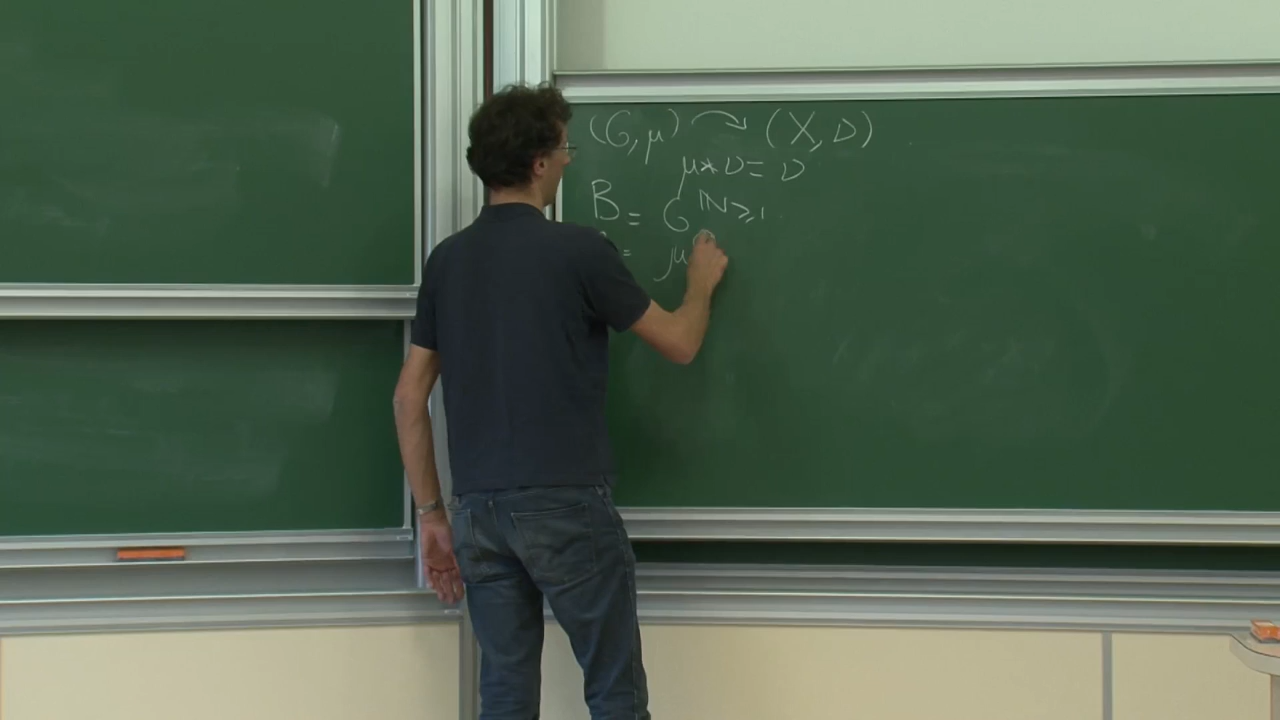 (G, μ) ↷ (X, ν)
μ * ν = ν
B = G^{ℕ≥1}
= μ